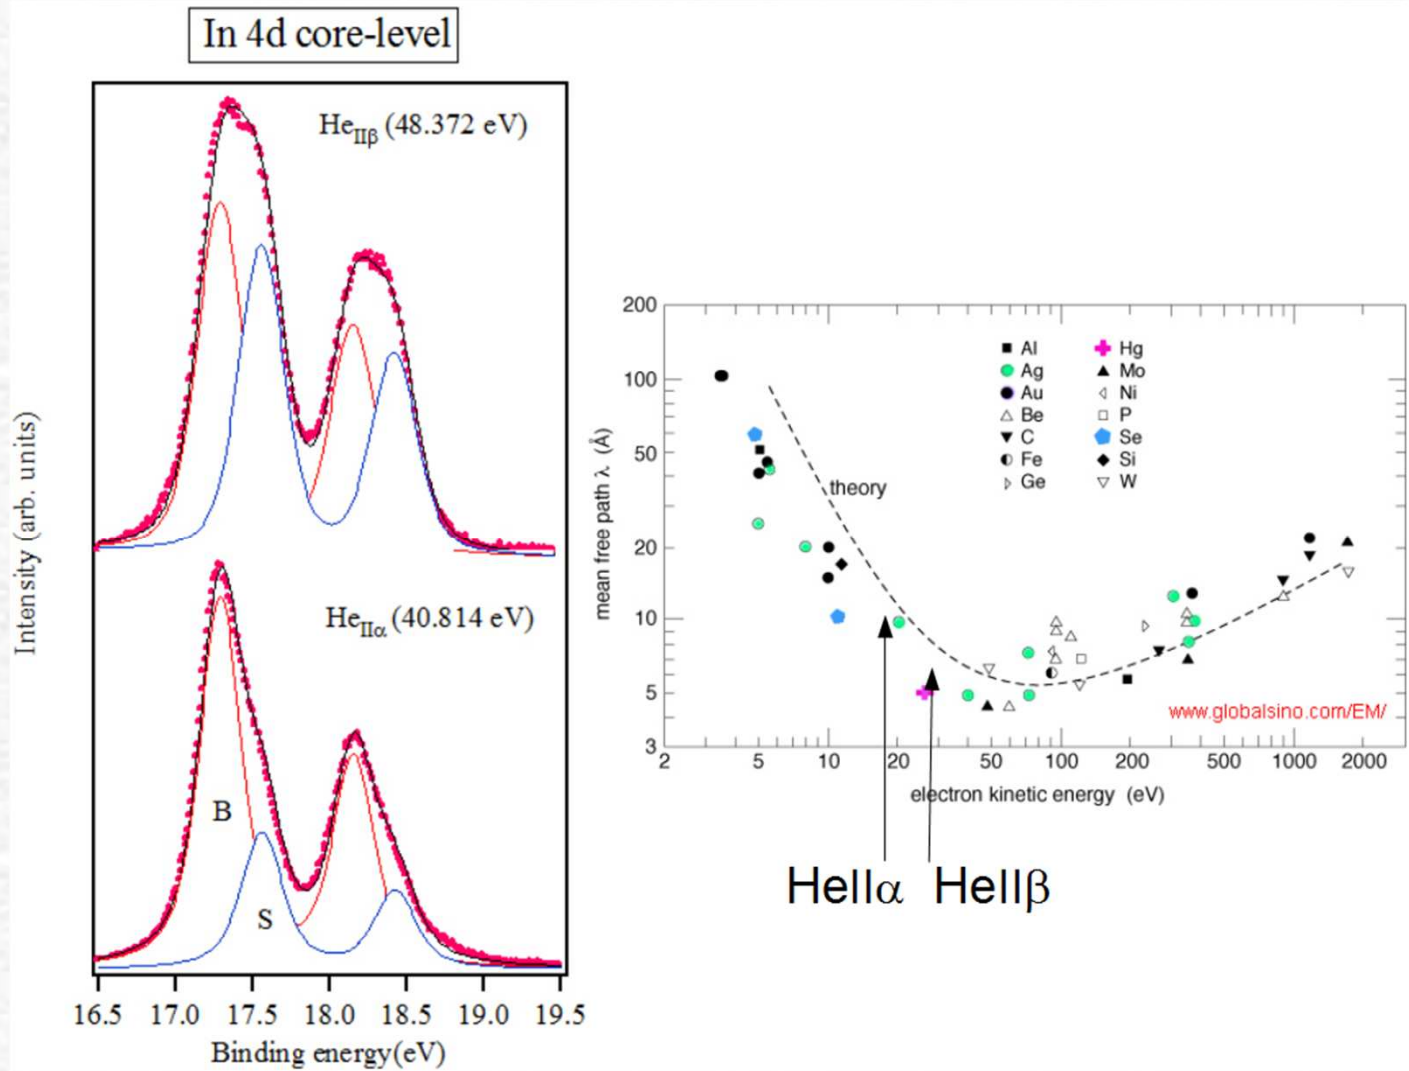 In 4d core-level
He_IIβ (48.372 eV)
He_IIα (40.814 eV)
B
S
Intensity (arb. units)
16.5 17.0 17.5 18.0 18.5 19.0 19.5
Binding energy(eV)
200
100
50
20
10
5
3
mean free path λ (Å)
Al
Ag
Au
Be
C
Fe
Ge
Hg
Mo
Ni
P
Se
Si
W
theory
www.globalsino.com/EM/
2 5 10 20 50 100 200 500 1000 2000
electron kinetic energy (eV)
HeIIα HeIIβ